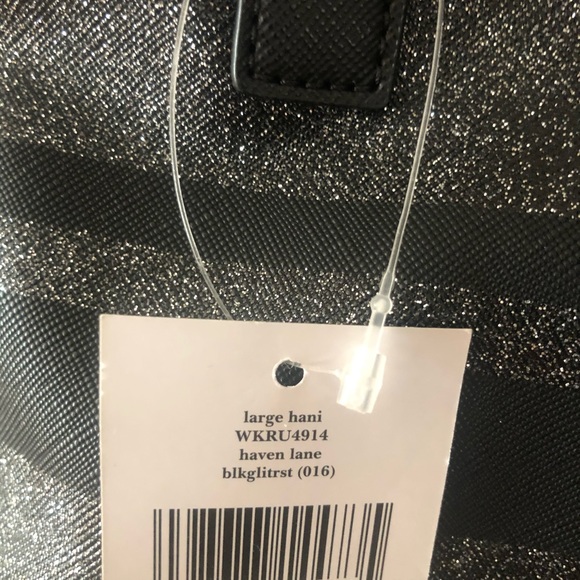 large hani
WKRU4914
haven lane
blkglitrst (016)